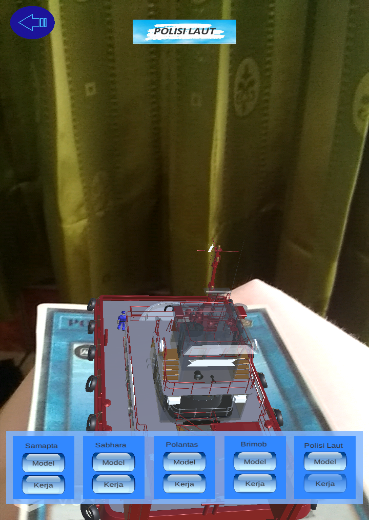 POLISI LAUT
Samapta Sabhara Polantas Brimob Polisi Laut
Model Model Model Model Model
Kerja Kerja Kerja Kerja Kerja